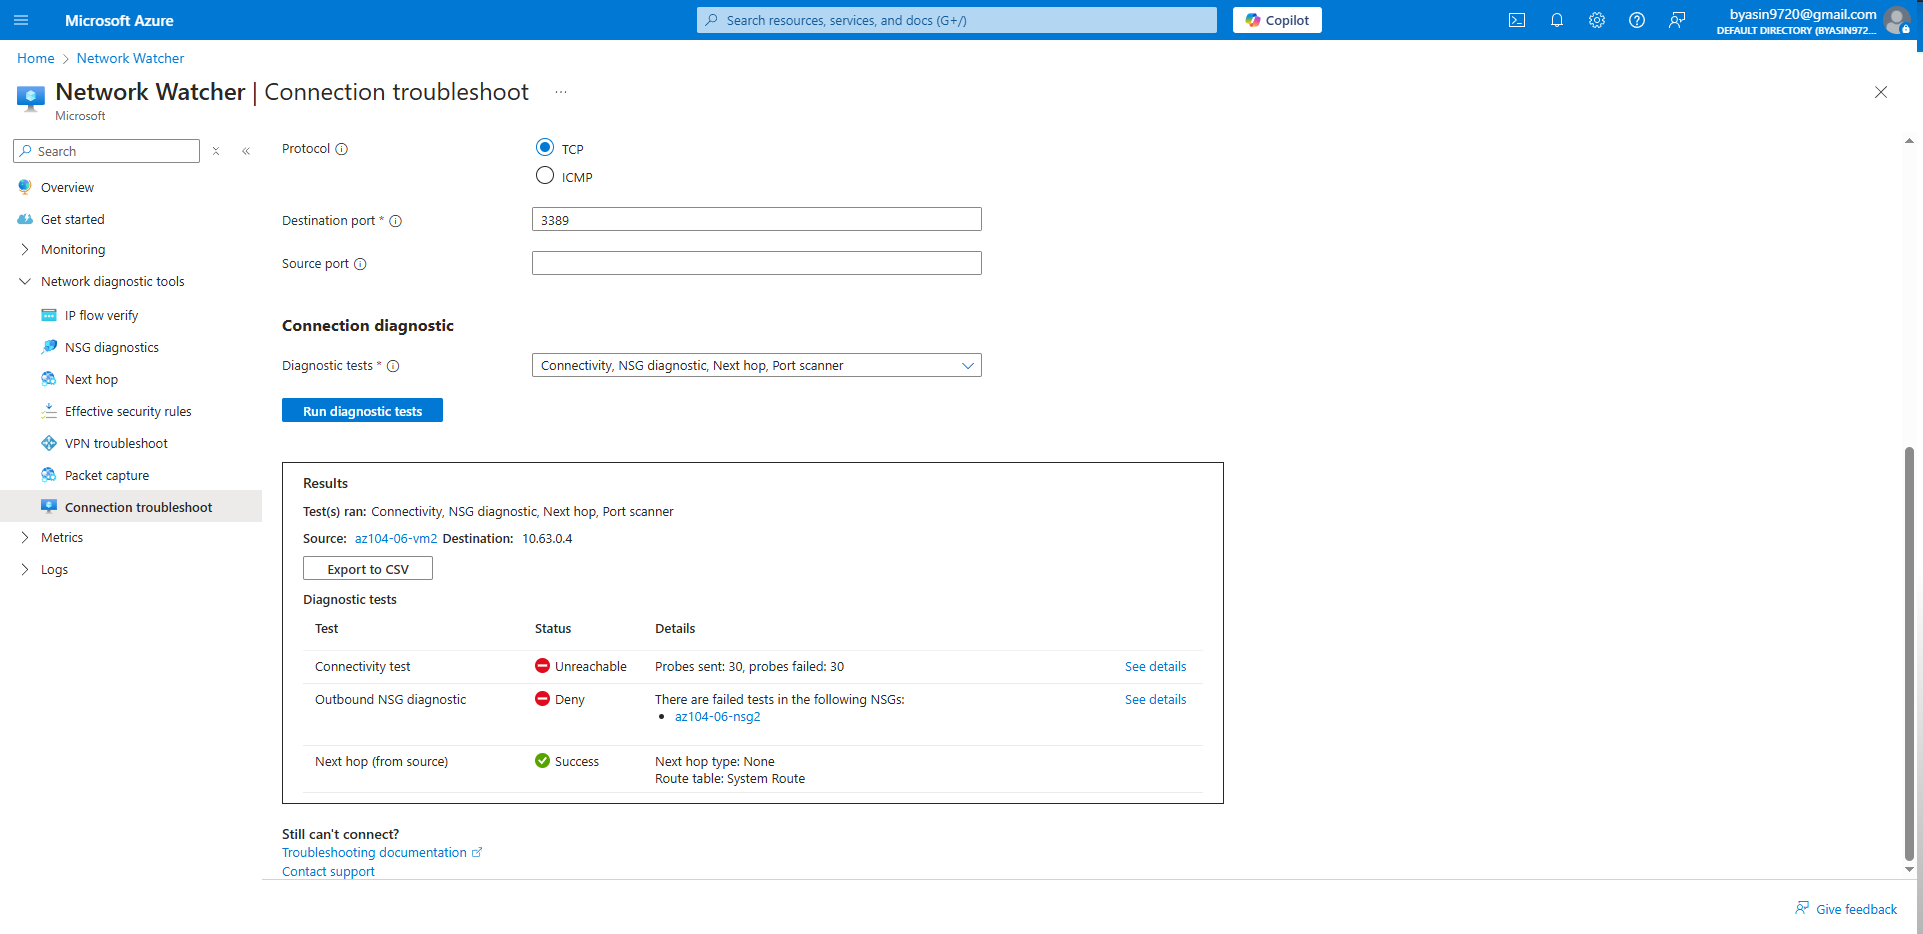 Microsoft Azure
Search resources, services, and docs (G+/)
Copilot
byasin9720@gmail.com
DEFAULT DIRECTORY (BYASIN972...
Home > Network Watcher
Network Watcher | Connection troubleshoot ...
Microsoft
Search
Overview
Get started
Monitoring
Network diagnostic tools
IP flow verify
NSG diagnostics
Next hop
Effective security rules
VPN troubleshoot
Packet capture
Connection troubleshoot
Metrics
Logs
Protocol
TCP
ICMP
Destination port *
3389
Source port
Connection diagnostic
Diagnostic tests *
Connectivity, NSG diagnostic, Next hop, Port scanner
Run diagnostic tests
Results
Test(s) ran: Connectivity, NSG diagnostic, Next hop, Port scanner
Source: az104-06-vm2 Destination: 10.63.0.4
Export to CSV
Diagnostic tests
Test Status Details
Connectivity test Unreachable Probes sent: 30, probes failed: 30 See details
Outbound NSG diagnostic Deny There are failed tests in the following NSGs: See details
• az104-06-nsg2
Next hop (from source) Success Next hop type: None
Route table: System Route
Still can't connect?
Troubleshooting documentation
Contact support
Give feedback